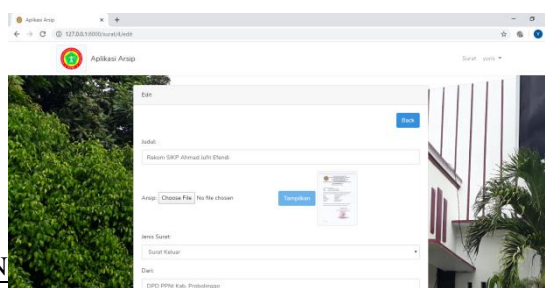 Aplikasi Arsip
127.0.0.1:8000/surat/4/edit
Aplikasi Arsip
Surat
Edit
Back
Judul:
Rekom SIKP Ahmad Jufri Efendi
Arsip: Choose File No file chosen
Tampilkan
Jenis Surat:
Surat Keluar
Dari:
DPD PPM Kab. Probolinggo
N